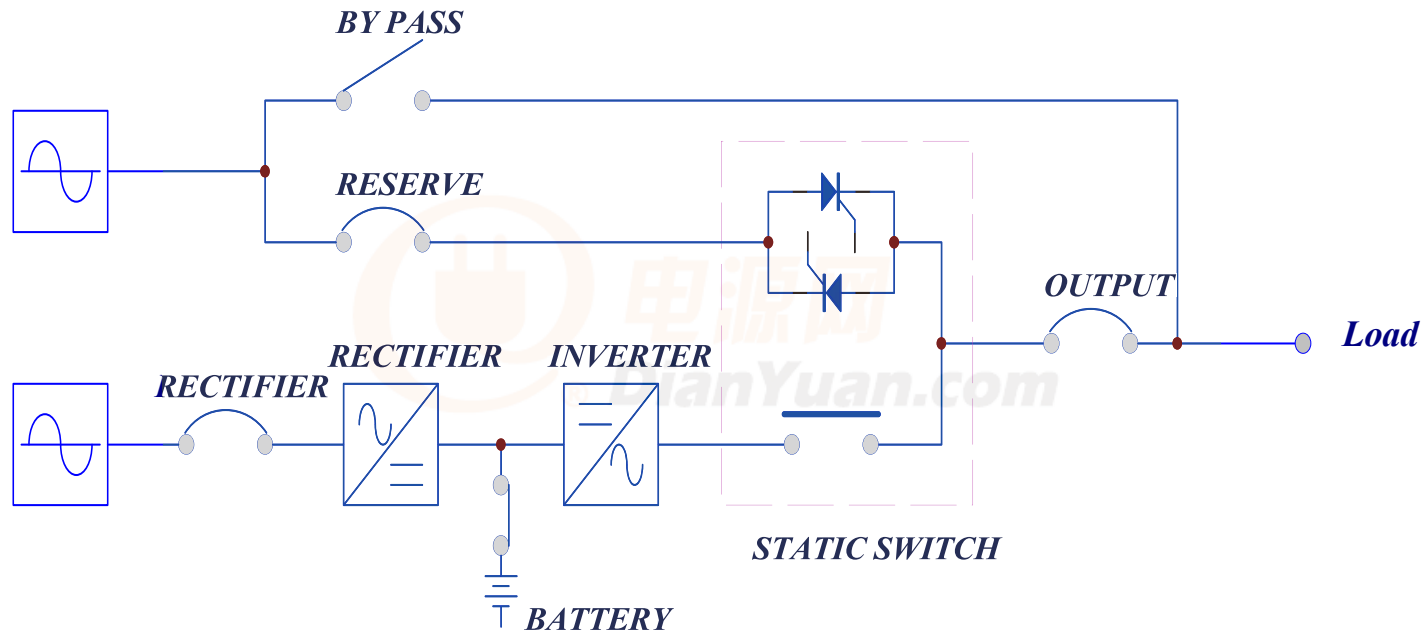 BY PASS
RESERVE
电源网
OUTPUT
Load
RECTIFIER
INVERTER
RECTIFIER
DianYuan.com
STATIC SWITCH
BATTERY